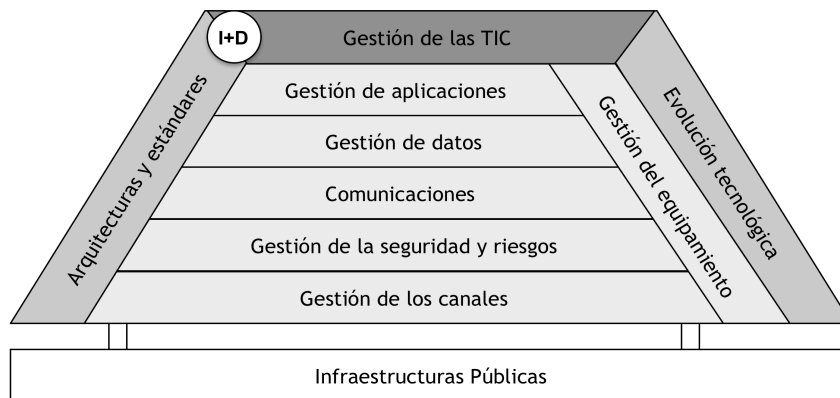 I+D
Gestión de las TIC
Arquitecturas y estándares
Gestión de aplicaciones
Gestión de datos
Comunicaciones
Gestión de la seguridad y riesgos
Gestión de los canales
Gestión del equipamiento
Evolución tecnológica
Infraestructuras Públicas